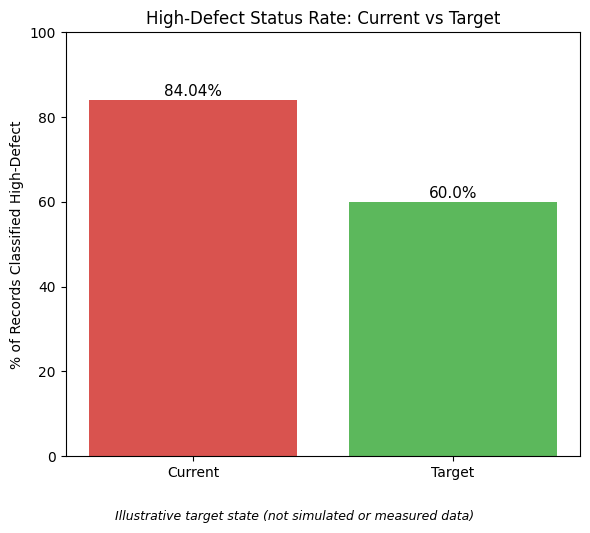 High-Defect Status Rate: Current vs Target
% of Records Classified High-Defect
100
80
60
40
20
0
84.04%
60.0%
Current
Target
Illustrative target state (not simulated or measured data)